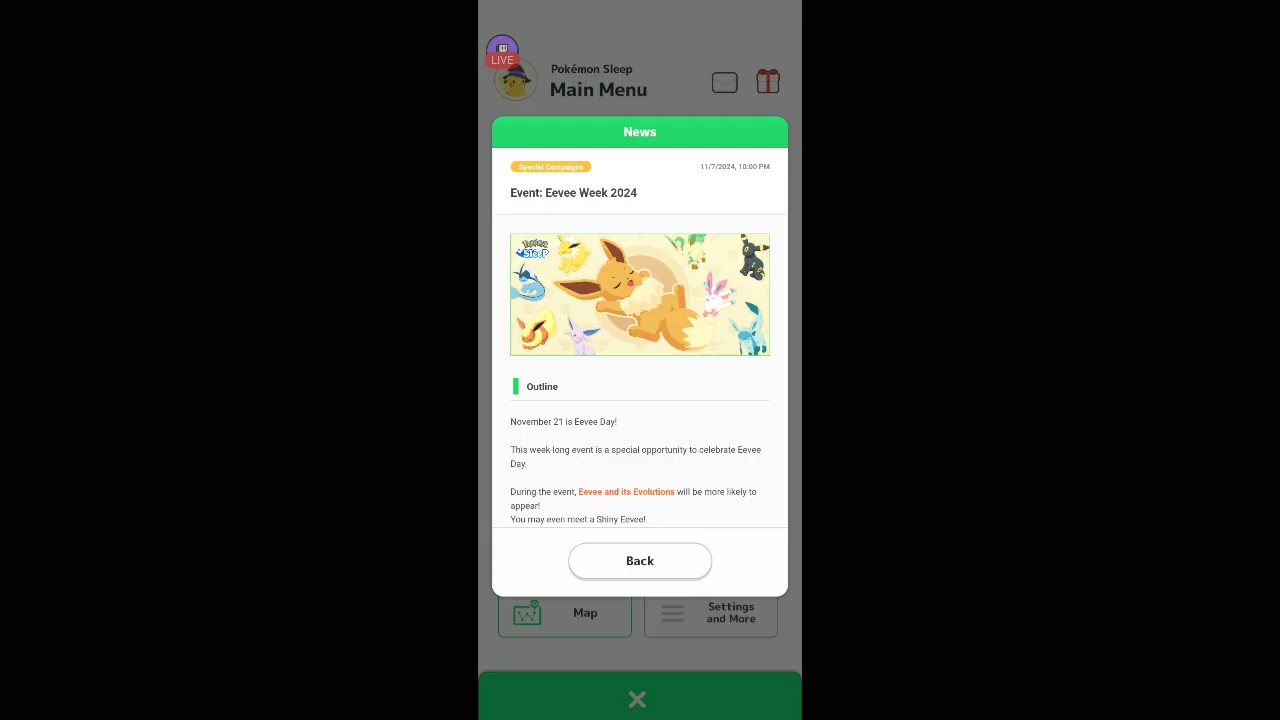 LIVE
Pokémon Sleep
Main Menu
News
Special Campaigns
11/7/2024, 10:00 PM
Event: Eevee Week 2024
Pokémon
Sleep
Outline
November 21 is Eevee Day!
This week-long event is a special opportunity to celebrate Eevee
Day.
During the event, Eevee and its Evolutions will be more likely to
appear!
You may even meet a Shiny Eevee!
Back
Map
Settings
and More